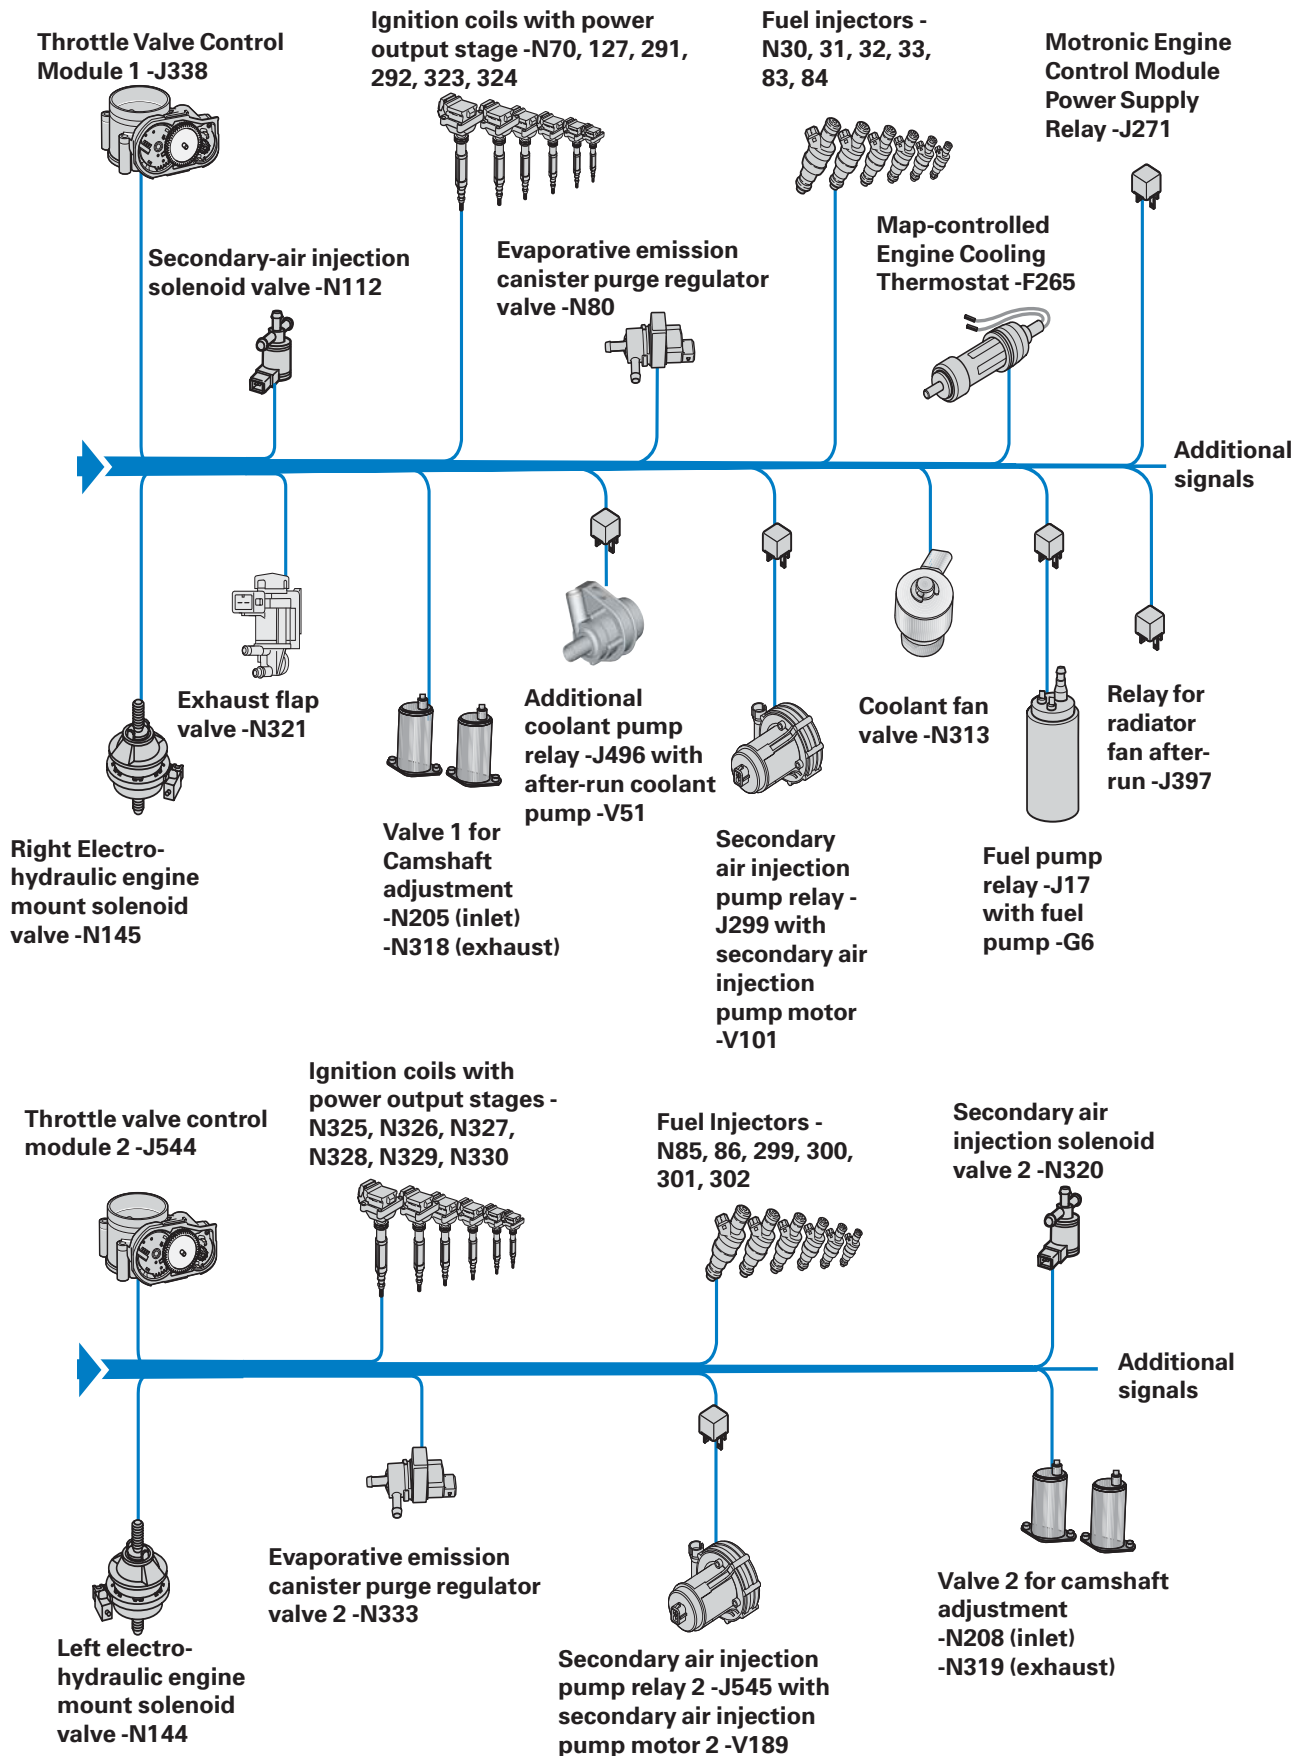 Throttle Valve Control
Module 1 -J338
Ignition coils with power
output stage -N70, 127, 291,
292, 323, 324
Fuel injectors -
N30, 31, 32, 33,
83, 84
Motronic Engine
Control Module
Power Supply
Relay -J271
Secondary-air injection
solenoid valve -N112
Evaporative emission
canister purge regulator
valve -N80
Map-controlled
Engine Cooling
Thermostat -F265
Additional
signals
Exhaust flap
valve -N321
Additional
coolant pump
relay -J496 with
after-run coolant
pump -V51
Coolant fan
valve -N313
Relay for
radiator
fan after-
run -J397
Right Electro-
hydraulic engine
mount solenoid
valve -N145
Valve 1 for
Camshaft
adjustment
-N205 (inlet)
-N318 (exhaust)
Secondary
air injection
pump relay -
J299 with
secondary air
injection
pump motor
-V101
Fuel pump
relay -J17
with fuel
pump -G6
Throttle valve control
module 2 -J544
Ignition coils with
power output stages -
N325, N326, N327,
N328, N329, N330
Fuel Injectors -
N85, 86, 299, 300,
301, 302
Secondary air
injection solenoid
valve 2 -N320
Additional
signals
Left electro-
hydraulic engine
mount solenoid
valve -N144
Evaporative emission
canister purge regulator
valve 2 -N333
Secondary air injection
pump relay 2 -J545 with
secondary air injection
pump motor 2 -V189
Valve 2 for camshaft
adjustment
-N208 (inlet)
-N319 (exhaust)